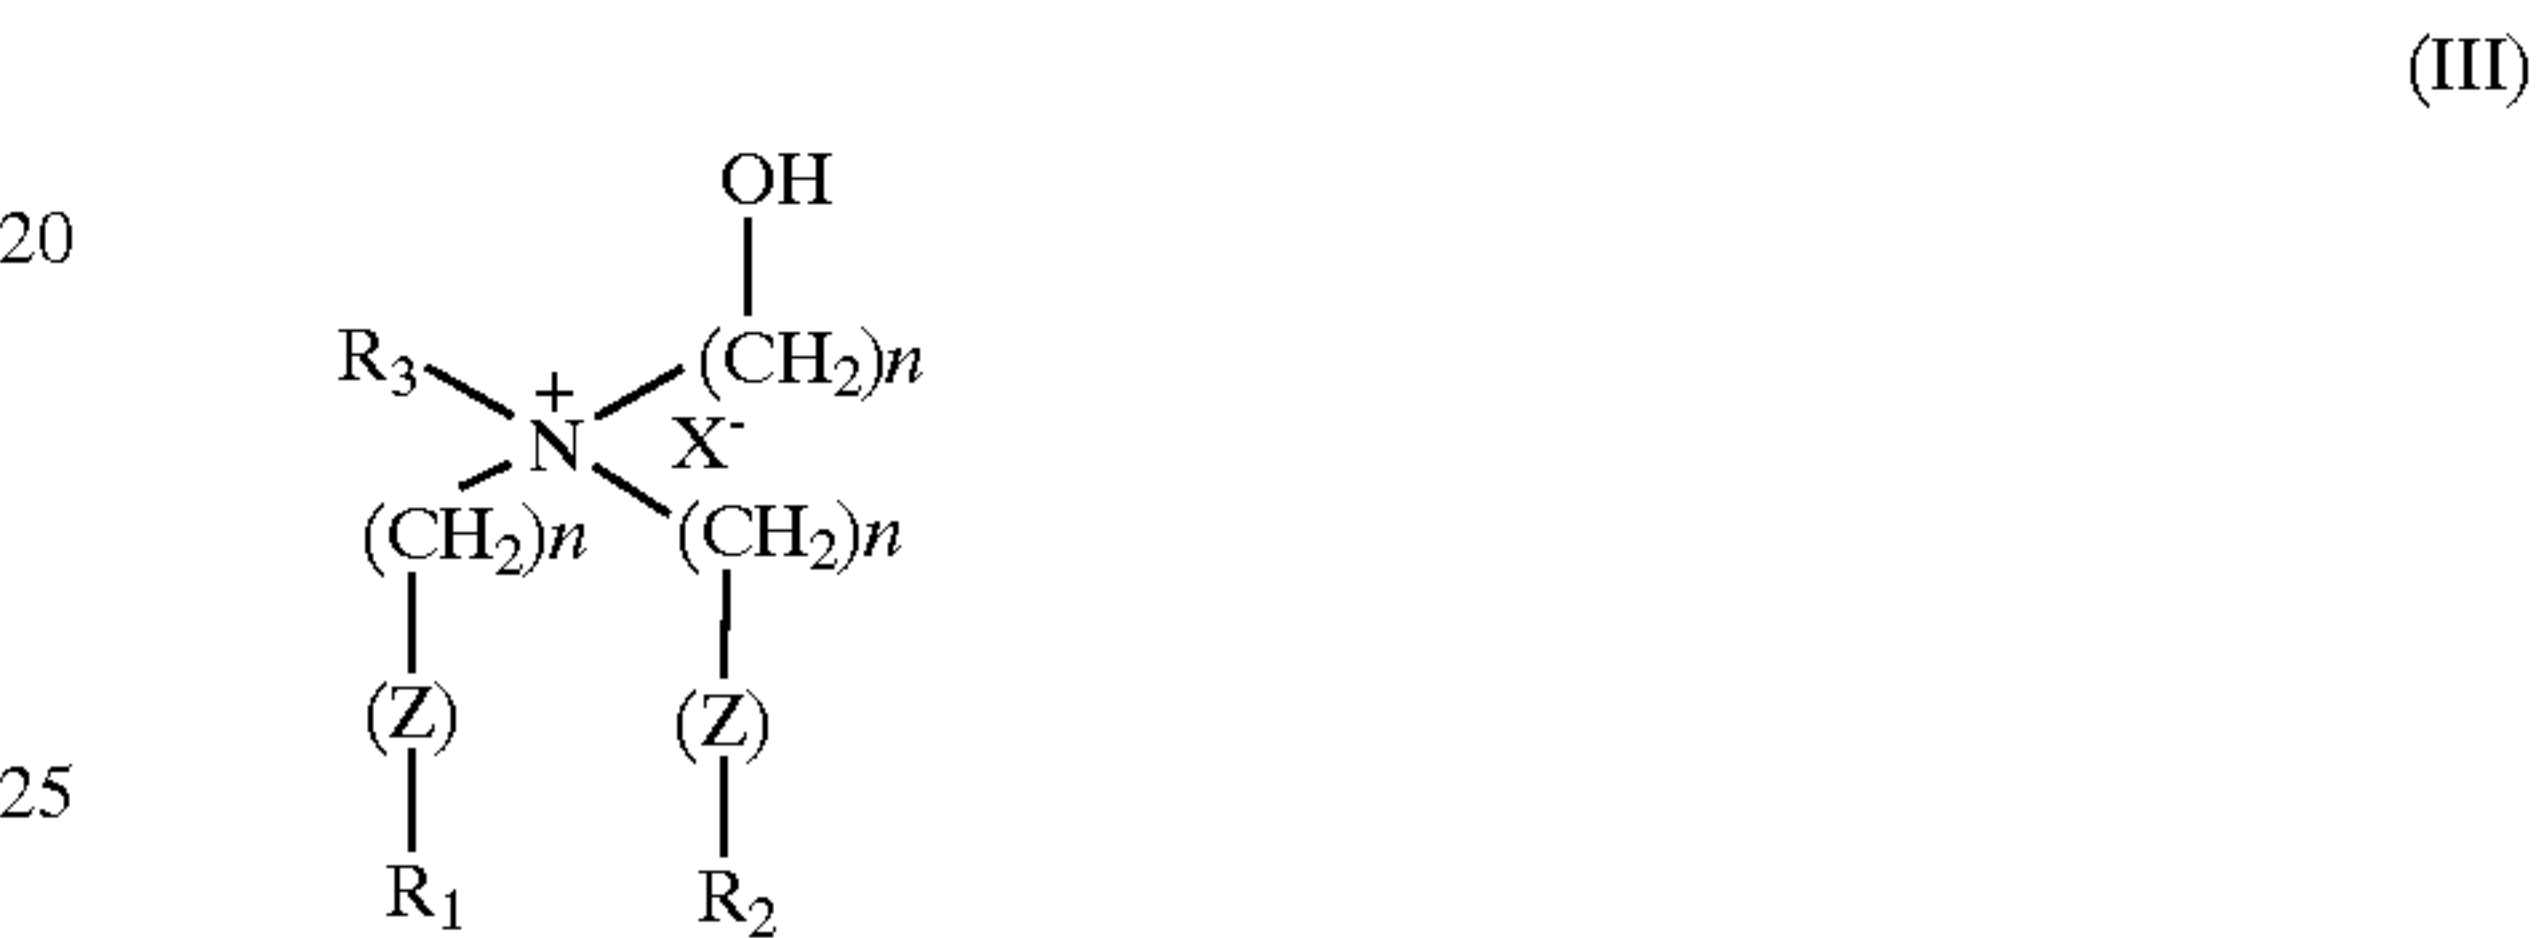 (III)
OH
20
R3 (CH2)n
+
N X-
(CH2)n (CH2)n
(Z) (Z)
25
R1 R2